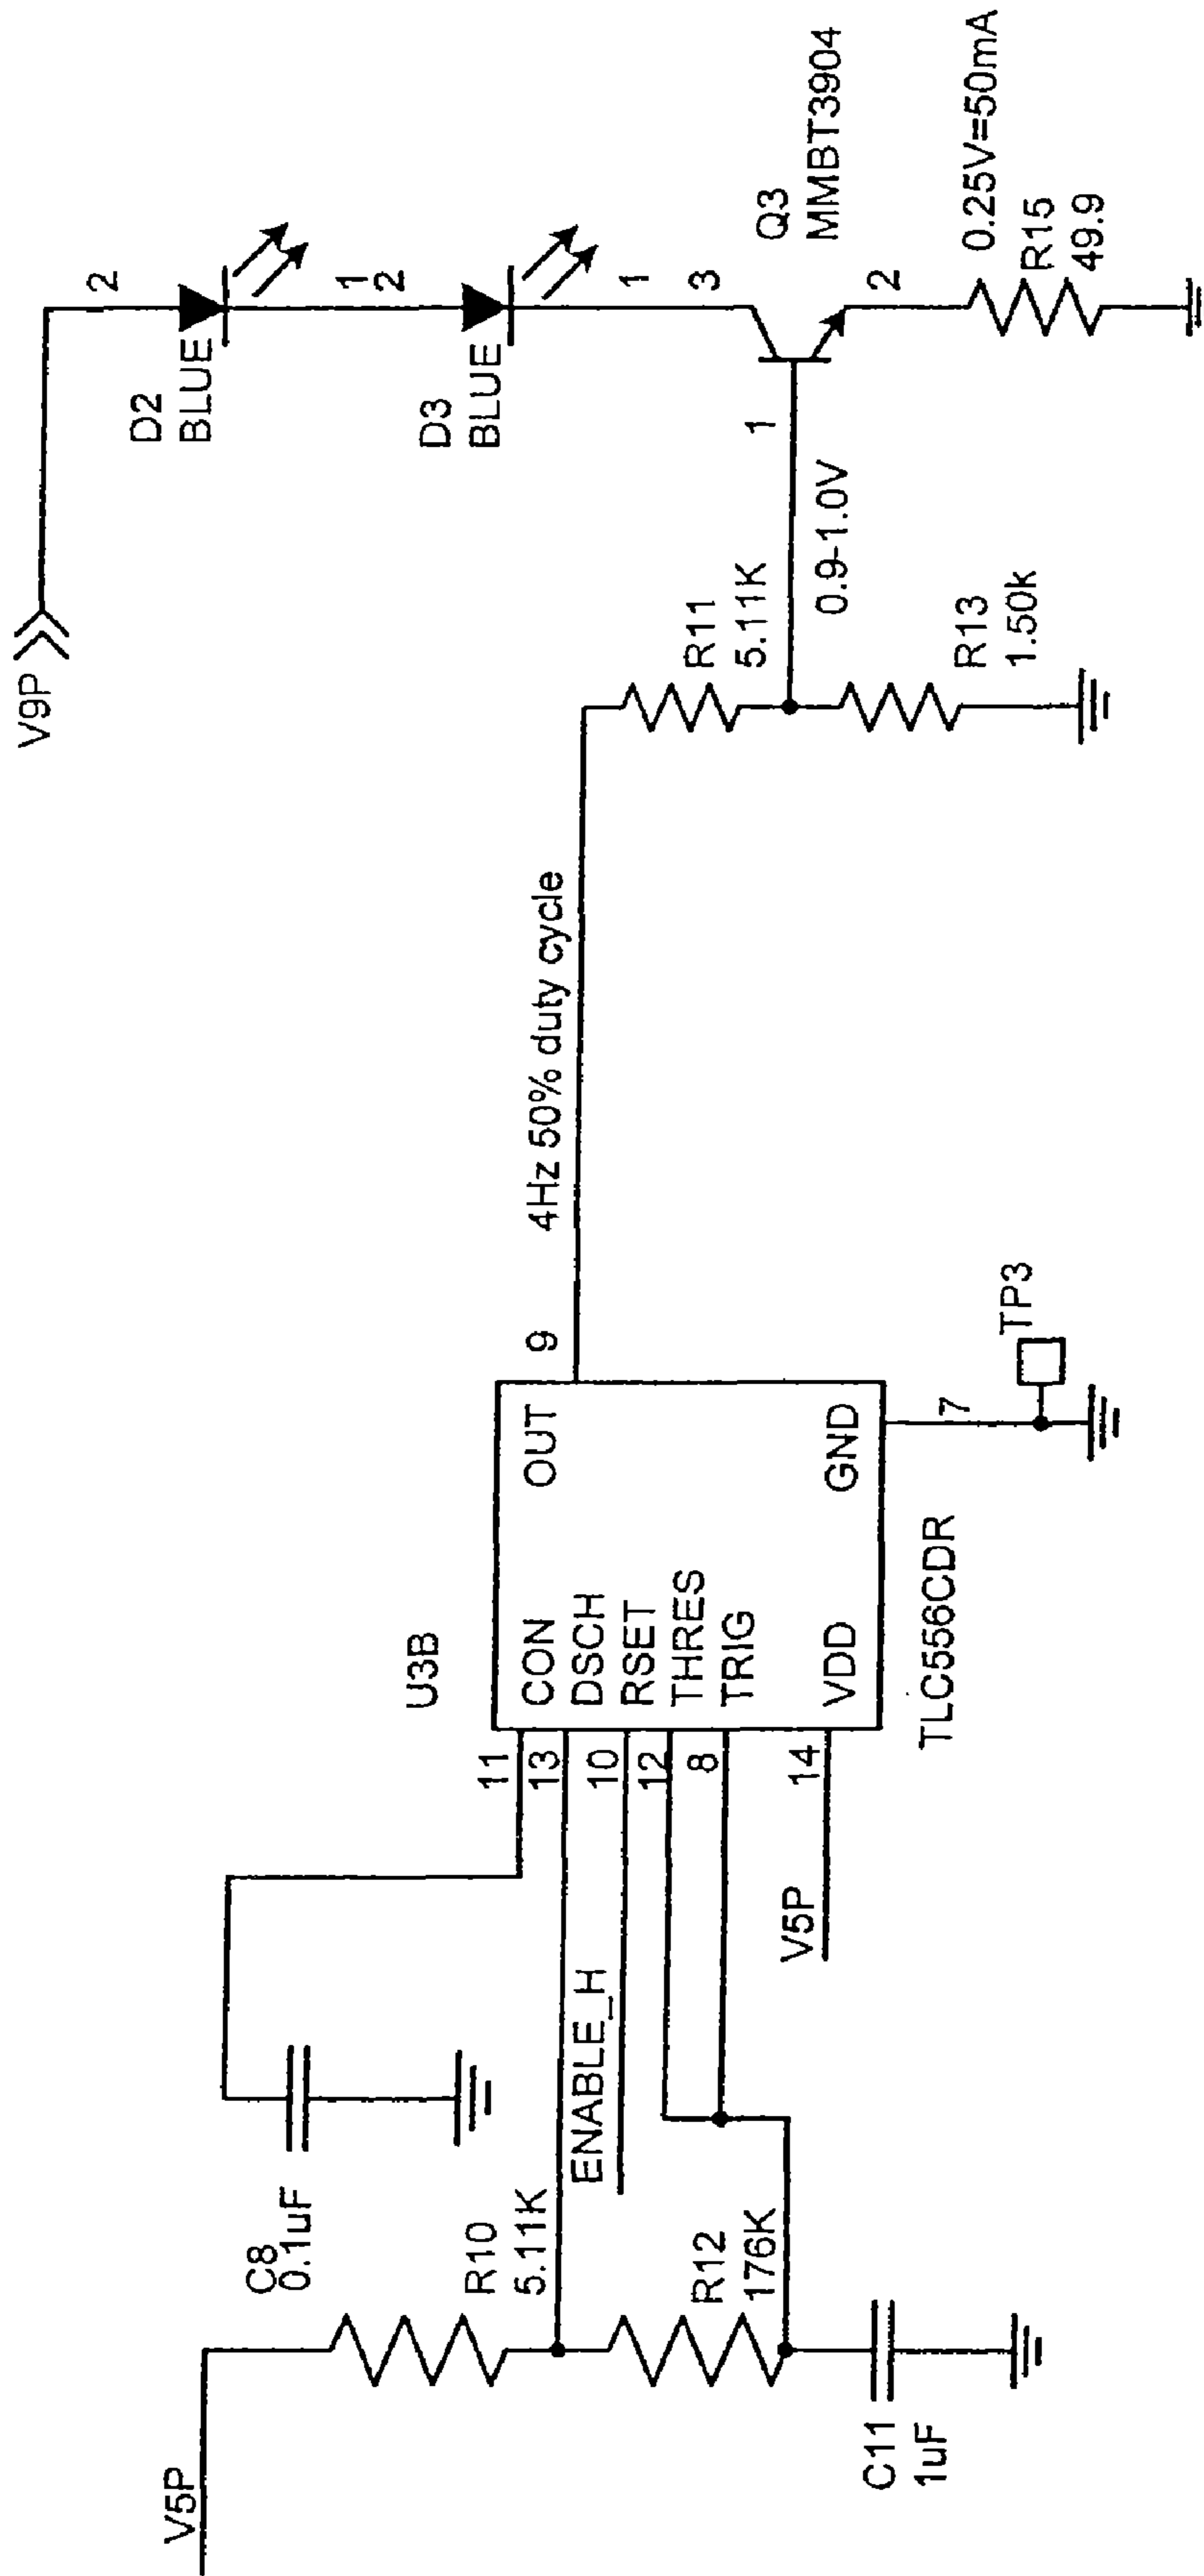 V5P
C8
0.1uF
R10
5.11K
R12
176K
C11
1uF
ENABLE_H
V5P
U3B
11
13
10
12
8
14
CON
DSCH
RSET
THRES
TRIG
VDD
OUT
GND
9
7
TLC556CDR
TP3
4Hz 50% duty cycle
R11
5.11K
R13
1.50k
0.9-1.0V
V9P
D2
BLUE
2
1
D3
BLUE
2
1
3
1
2
Q3
MMBT3904
0.25V=50mA
R15
49.9